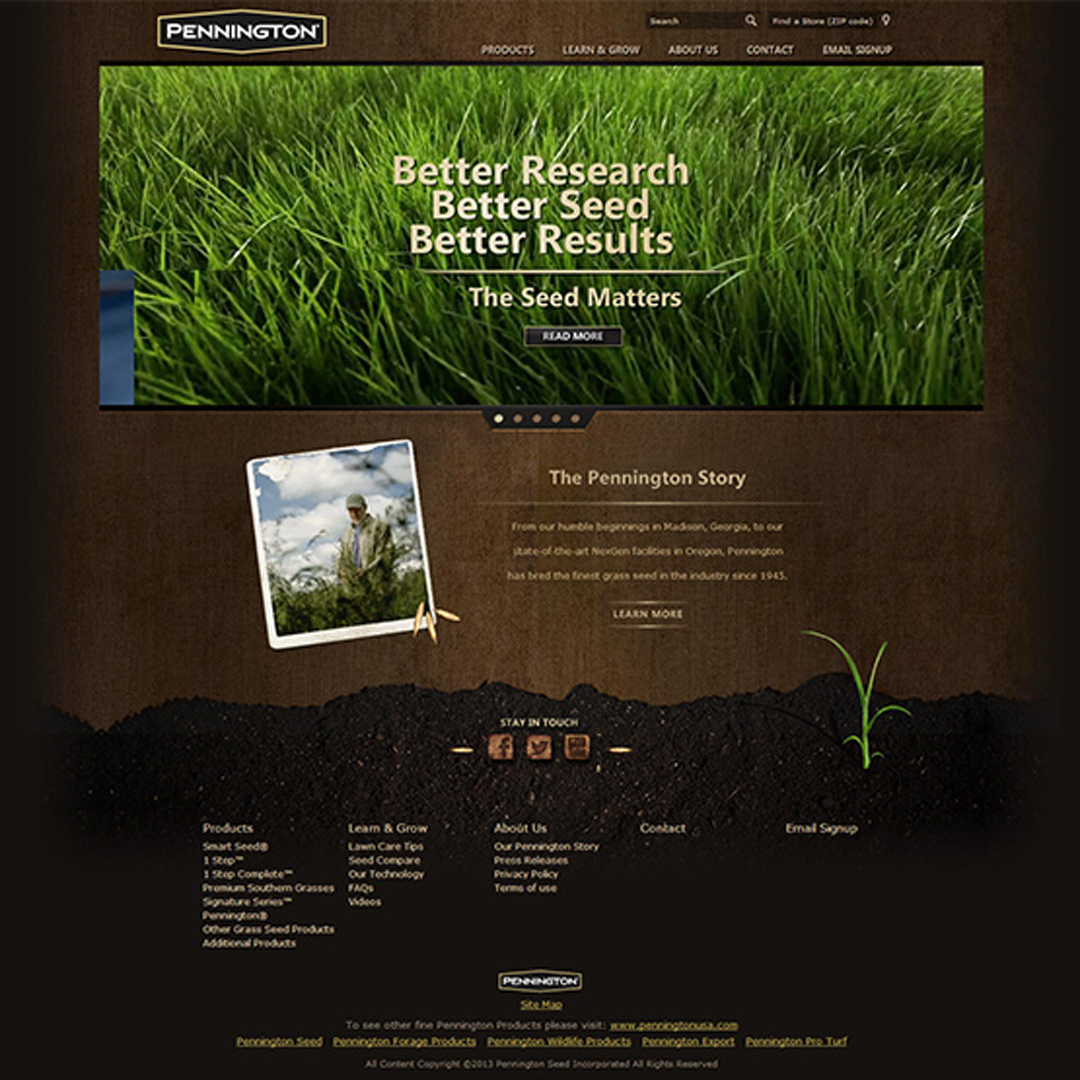 PENNINGTON®
Search
Find a Store (ZIP code)
PRODUCTS
LEARN & GROW
ABOUT US
CONTACT
EMAIL SIGNUP
Better Research
Better Seed
Better Results
The Seed Matters
READ MORE
The Pennington Story
From our humble beginnings in Madison, Georgia, to our
state-of-the-art NexGen facilities in Oregon, Pennington
has bred the finest grass seed in the industry since 1945.
LEARN MORE
STAY IN TOUCH
Products
Smart Seed®
1 Step™
1 Step Complete™
Premium Southern Grasses
Signature Series™
Pennington®
Other Grass Seed Products
Additional Products
Learn & Grow
Lawn Care Tips
Seed Compare
Our Technology
FAQs
Videos
About Us
Our Pennington Story
Press Releases
Privacy Policy
Terms of use
Contact
Email Signup
PENNINGTON
Site Map
To see other fine Pennington Products please visit: www.penningtonusa.com
Pennington Seed Pennington Forage Products Pennington Wildlife Products Pennington Export Pennington Pro Turf
All Content Copyright ©2013 Pennington Seed Incorporated All Rights Reserved